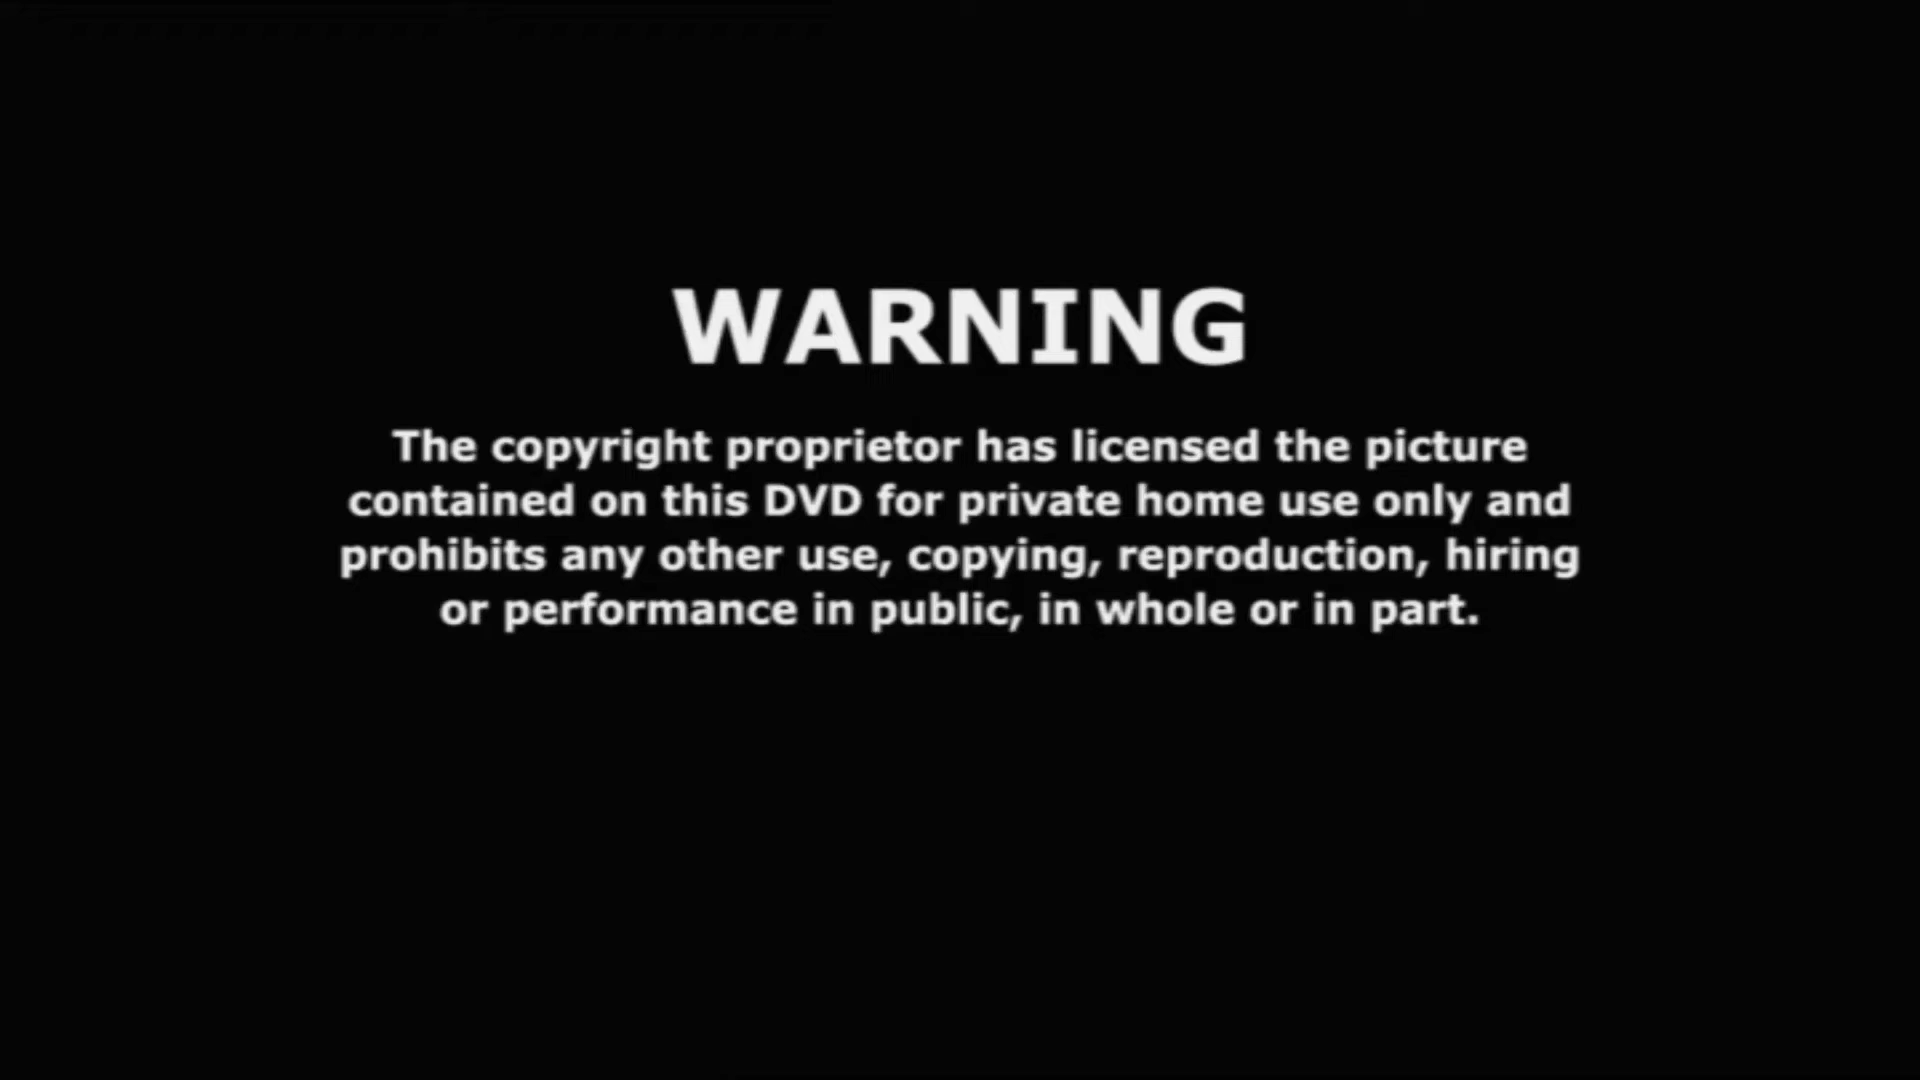 WARNING
The copyright proprietor has licensed the picture
contained on this DVD for private home use only and
prohibits any other use, copying, reproduction, hiring
or performance in public, in whole or in part.